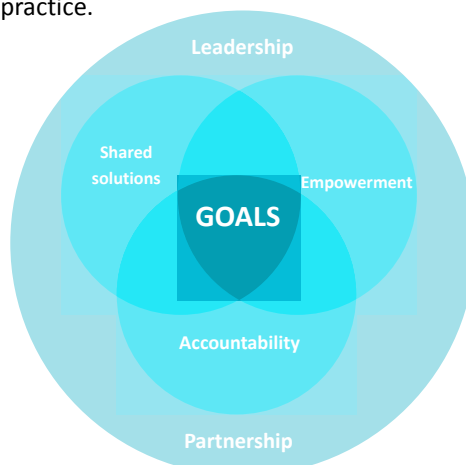 practice.
Leadership
Shared
solutions
Empowerment
GOALS
Accountability
Partnership